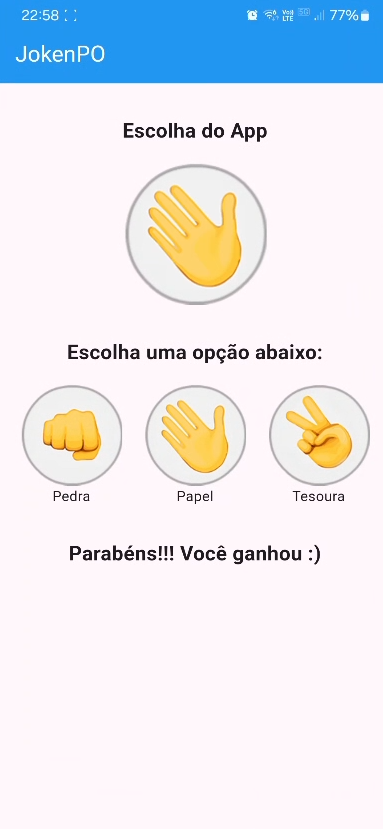 22:58 77%
JokenPO
Escolha do App
Escolha uma opção abaixo:
Pedra Papel Tesoura
Parabéns!!! Você ganhou :)